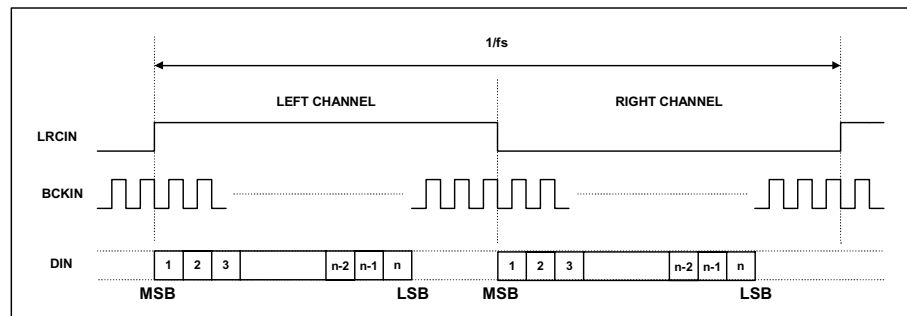 1/fs
LEFT CHANNEL RIGHT CHANNEL
LRCIN
BCKIN
DIN 1 2 3 n-2 n-1 n 1 2 3 n-2 n-1 n
MSB LSB MSB LSB